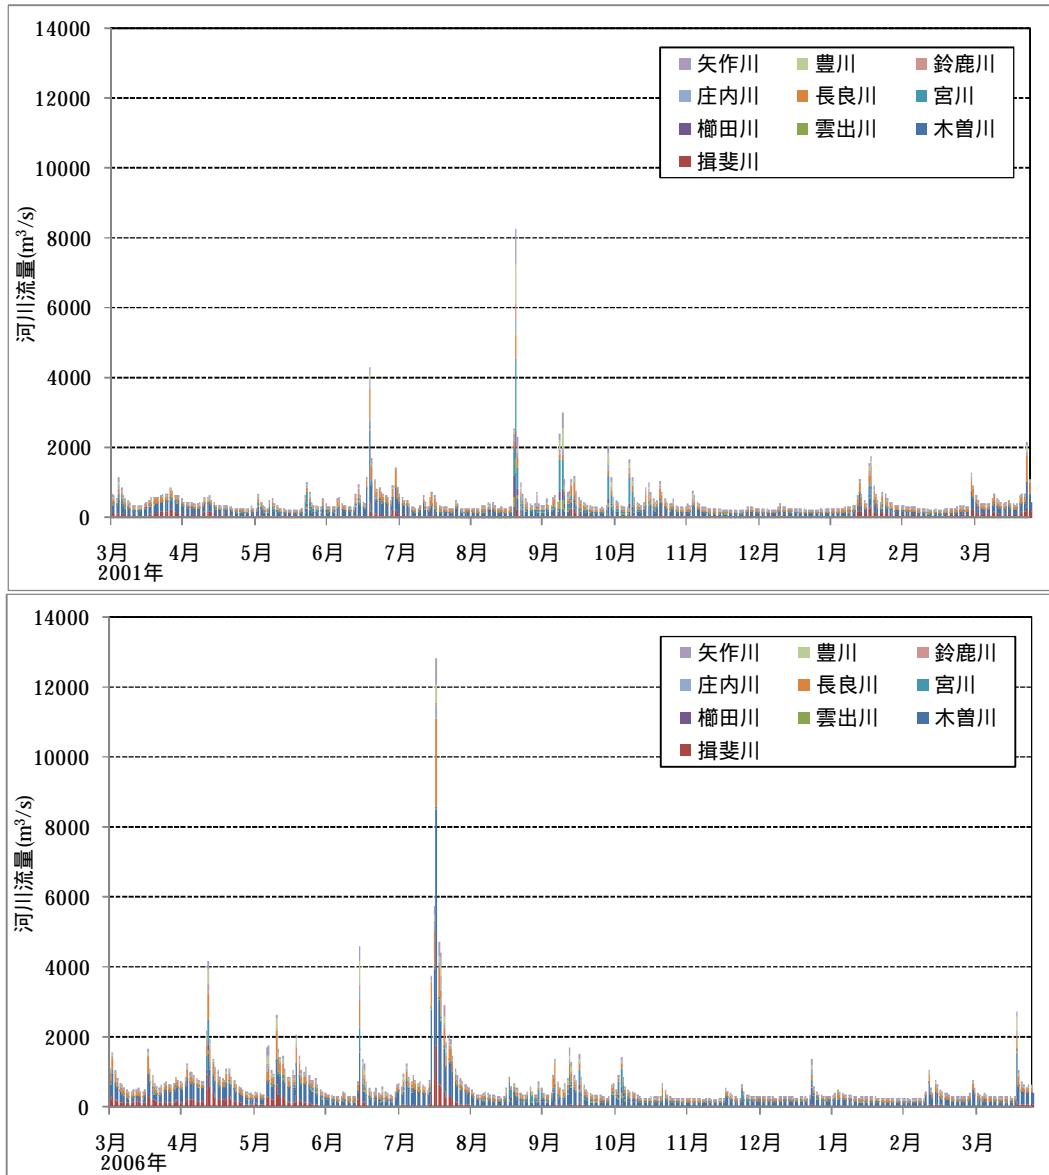 14000
12000
10000
8000
6000
4000
2000
0
河川流量(m³/s)
矢作川 豊川 鈴鹿川
庄内川 長良川 宮川
櫛田川 雲出川 木曽川
揖斐川
3月 4月 5月 6月 7月 8月 9月 10月 11月 12月 1月 2月 3月
2001年
14000
12000
10000
8000
6000
4000
2000
0
河川流量(m³/s)
矢作川 豊川 鈴鹿川
庄内川 長良川 宮川
櫛田川 雲出川 木曽川
揖斐川
3月 4月 5月 6月 7月 8月 9月 10月 11月 12月 1月 2月 3月
2006年